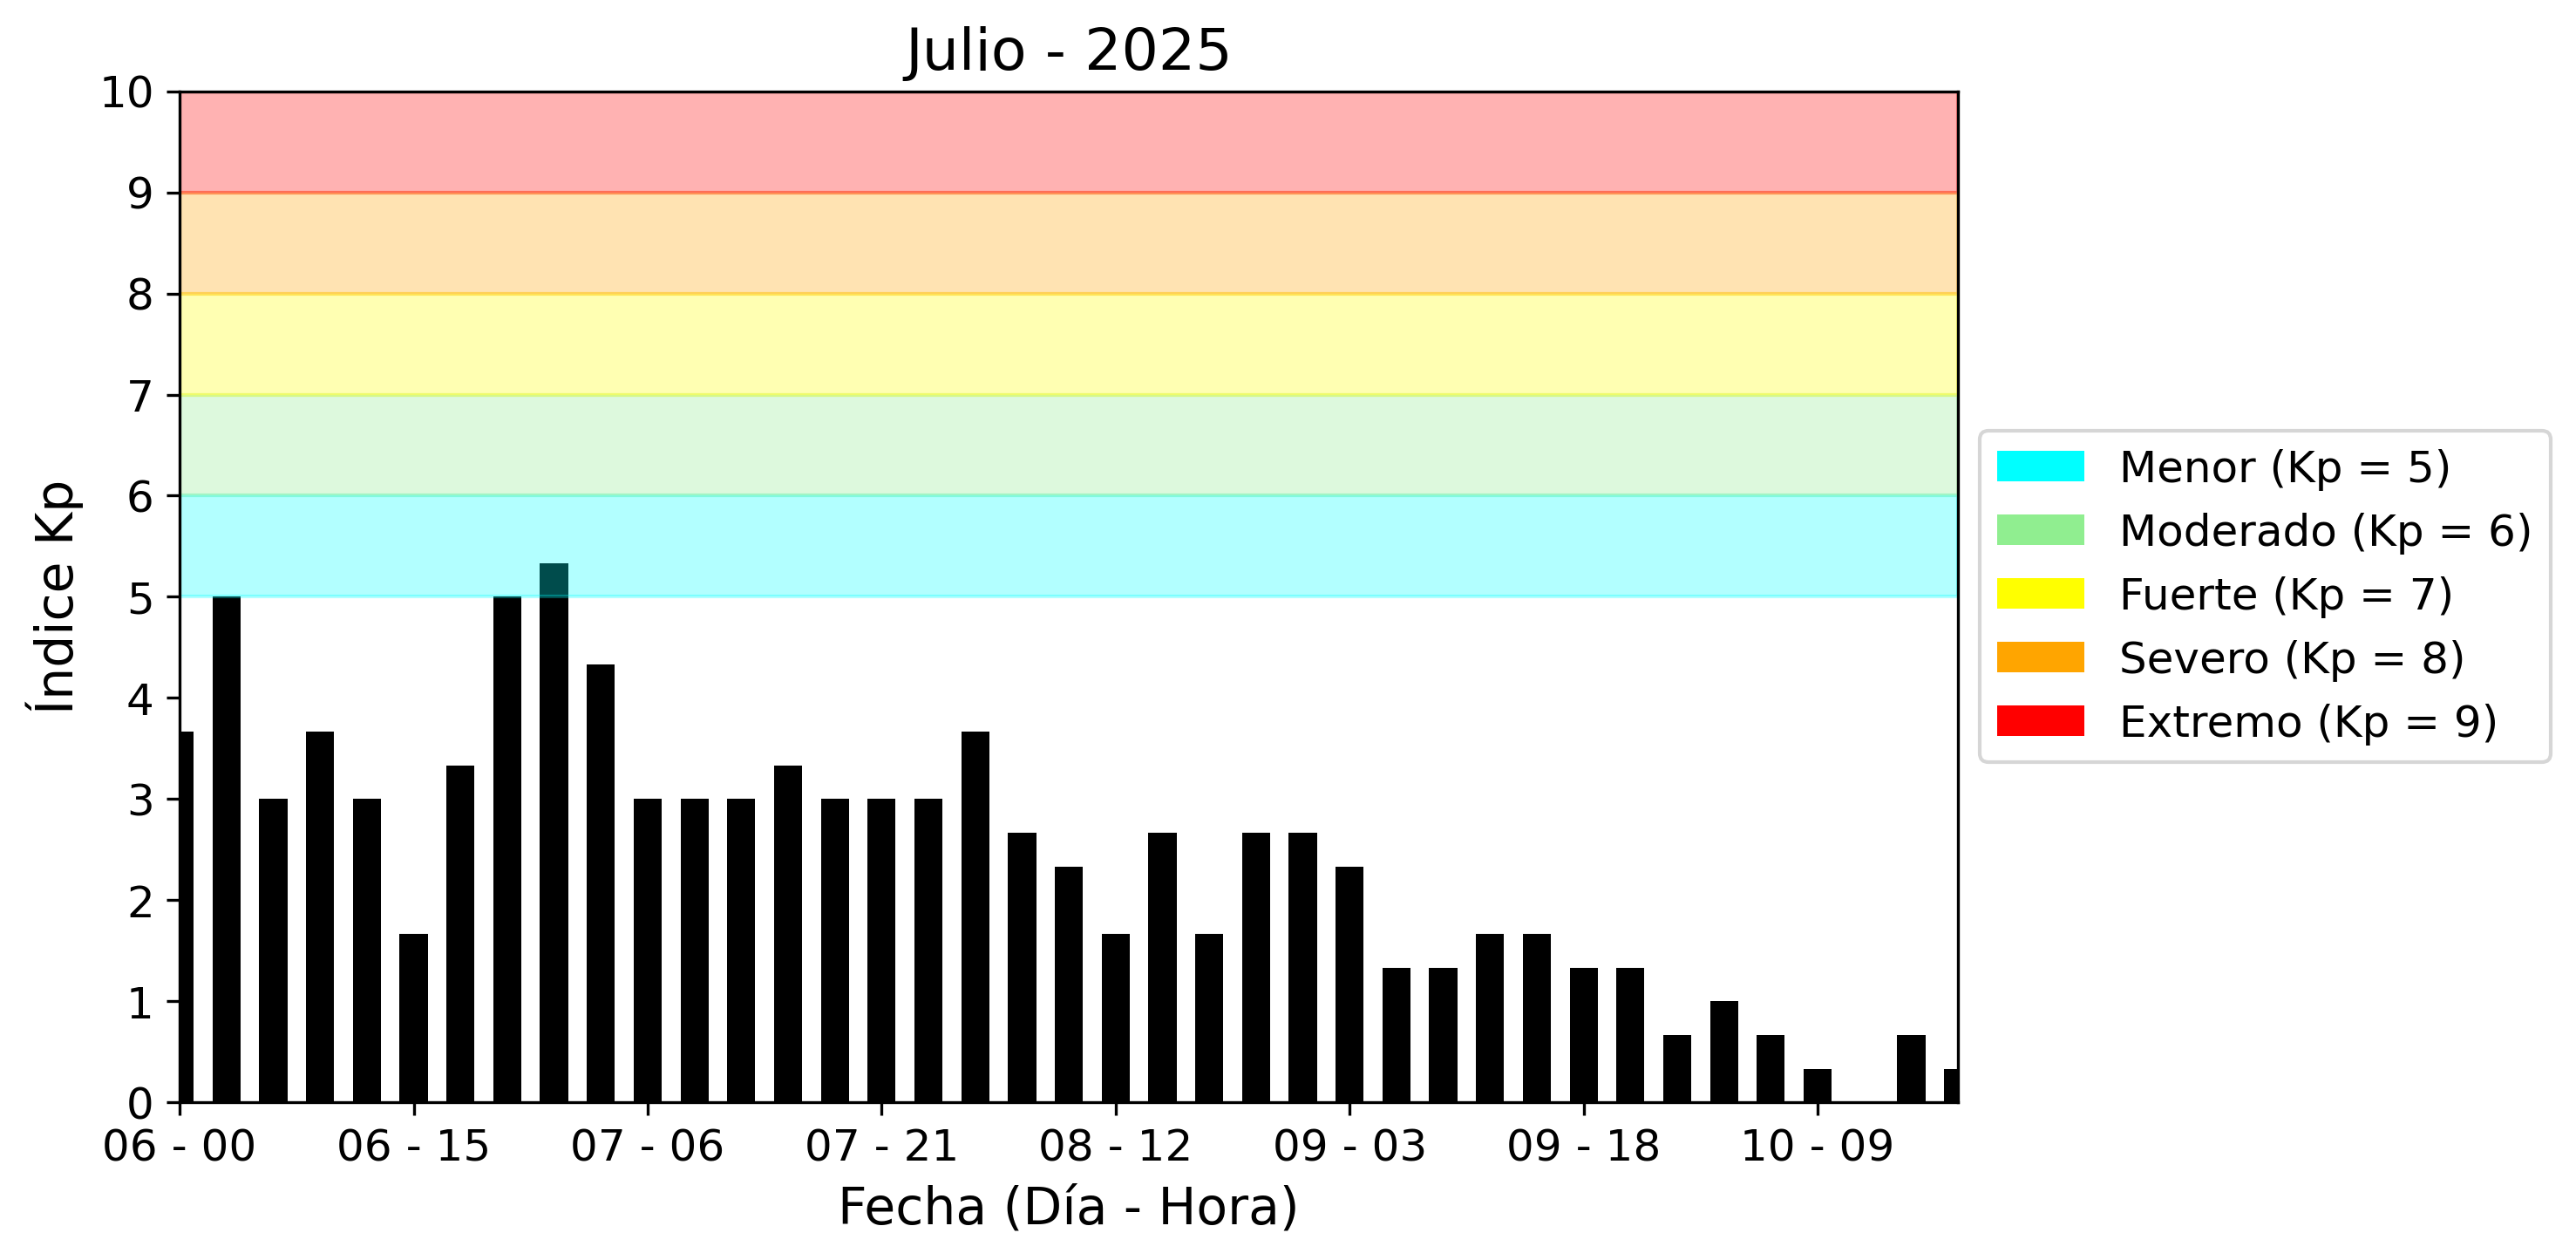 Julio - 2025
10
9
8
7
6
5
4
3
2
1
0
Índice Kp
06 - 00
06 - 15
07 - 06
07 - 21
08 - 12
09 - 03
09 - 18
10 - 09
Fecha (Día - Hora)
Menor (Kp = 5)
Moderado (Kp = 6)
Fuerte (Kp = 7)
Severo (Kp = 8)
Extremo (Kp = 9)